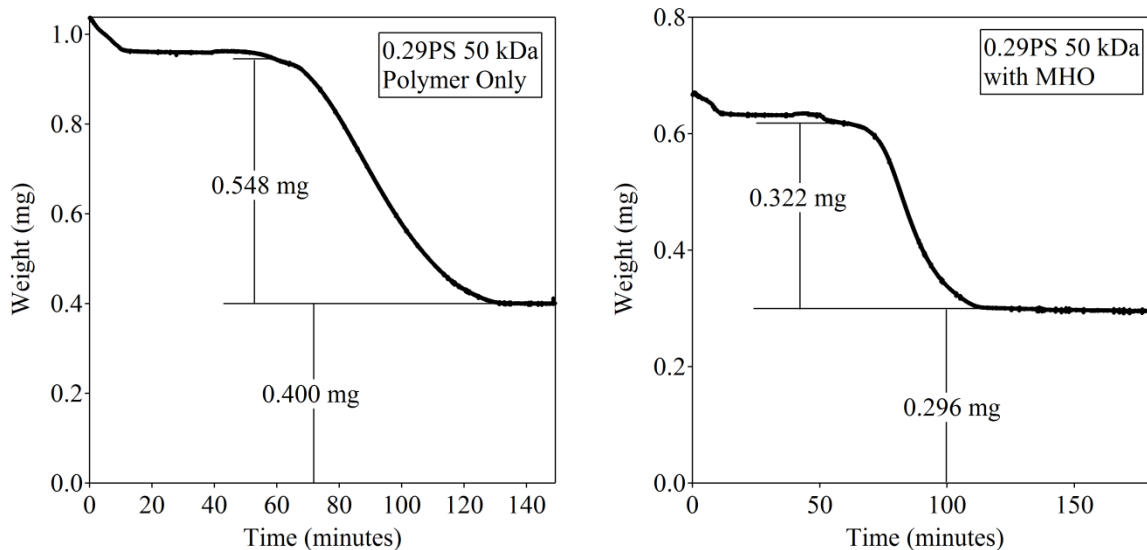 1.0
0.8
0.6
0.4
0.2
0.0
Weight (mg)
0.29PS 50 kDa
Polymer Only
0.548 mg
0.400 mg
0 20 40 60 80 100 120 140
Time (minutes)
0.8
0.6
0.4
0.2
0.0
Weight (mg)
0.29PS 50 kDa
with MHO
0.322 mg
0.296 mg
0 50 100 150
Time (minutes)